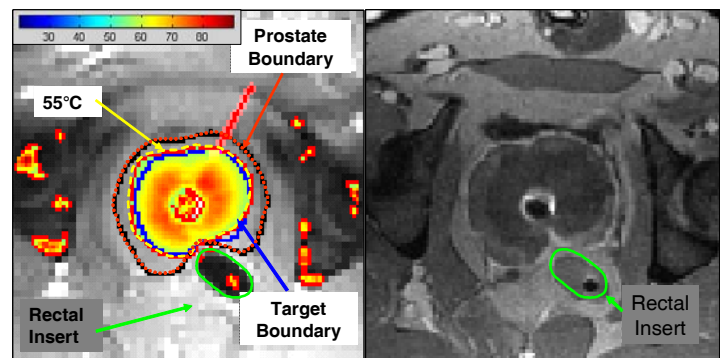 30 40 50 60 70 80
Prostate
Boundary
55°C
Rectal
Insert
Target
Boundary
Rectal
Insert